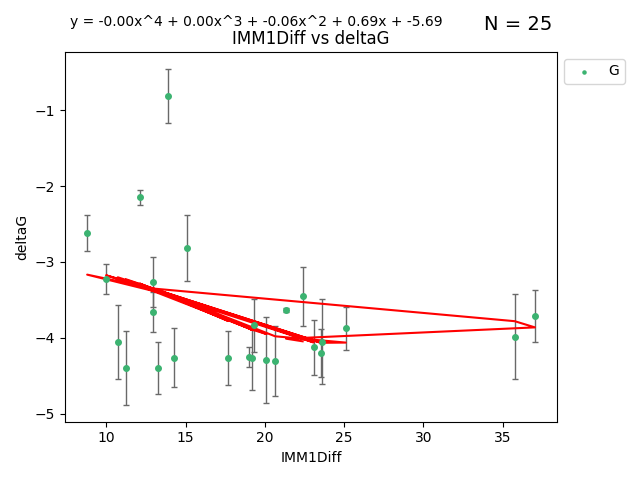 y = -0.00x^4 + 0.00x^3 + -0.06x^2 + 0.69x + -5.69
N = 25
IMM1Diff vs deltaG
G
−1
−2
−3
−4
−5
deltaG
10 15 20 25 30 35
IMM1Diff